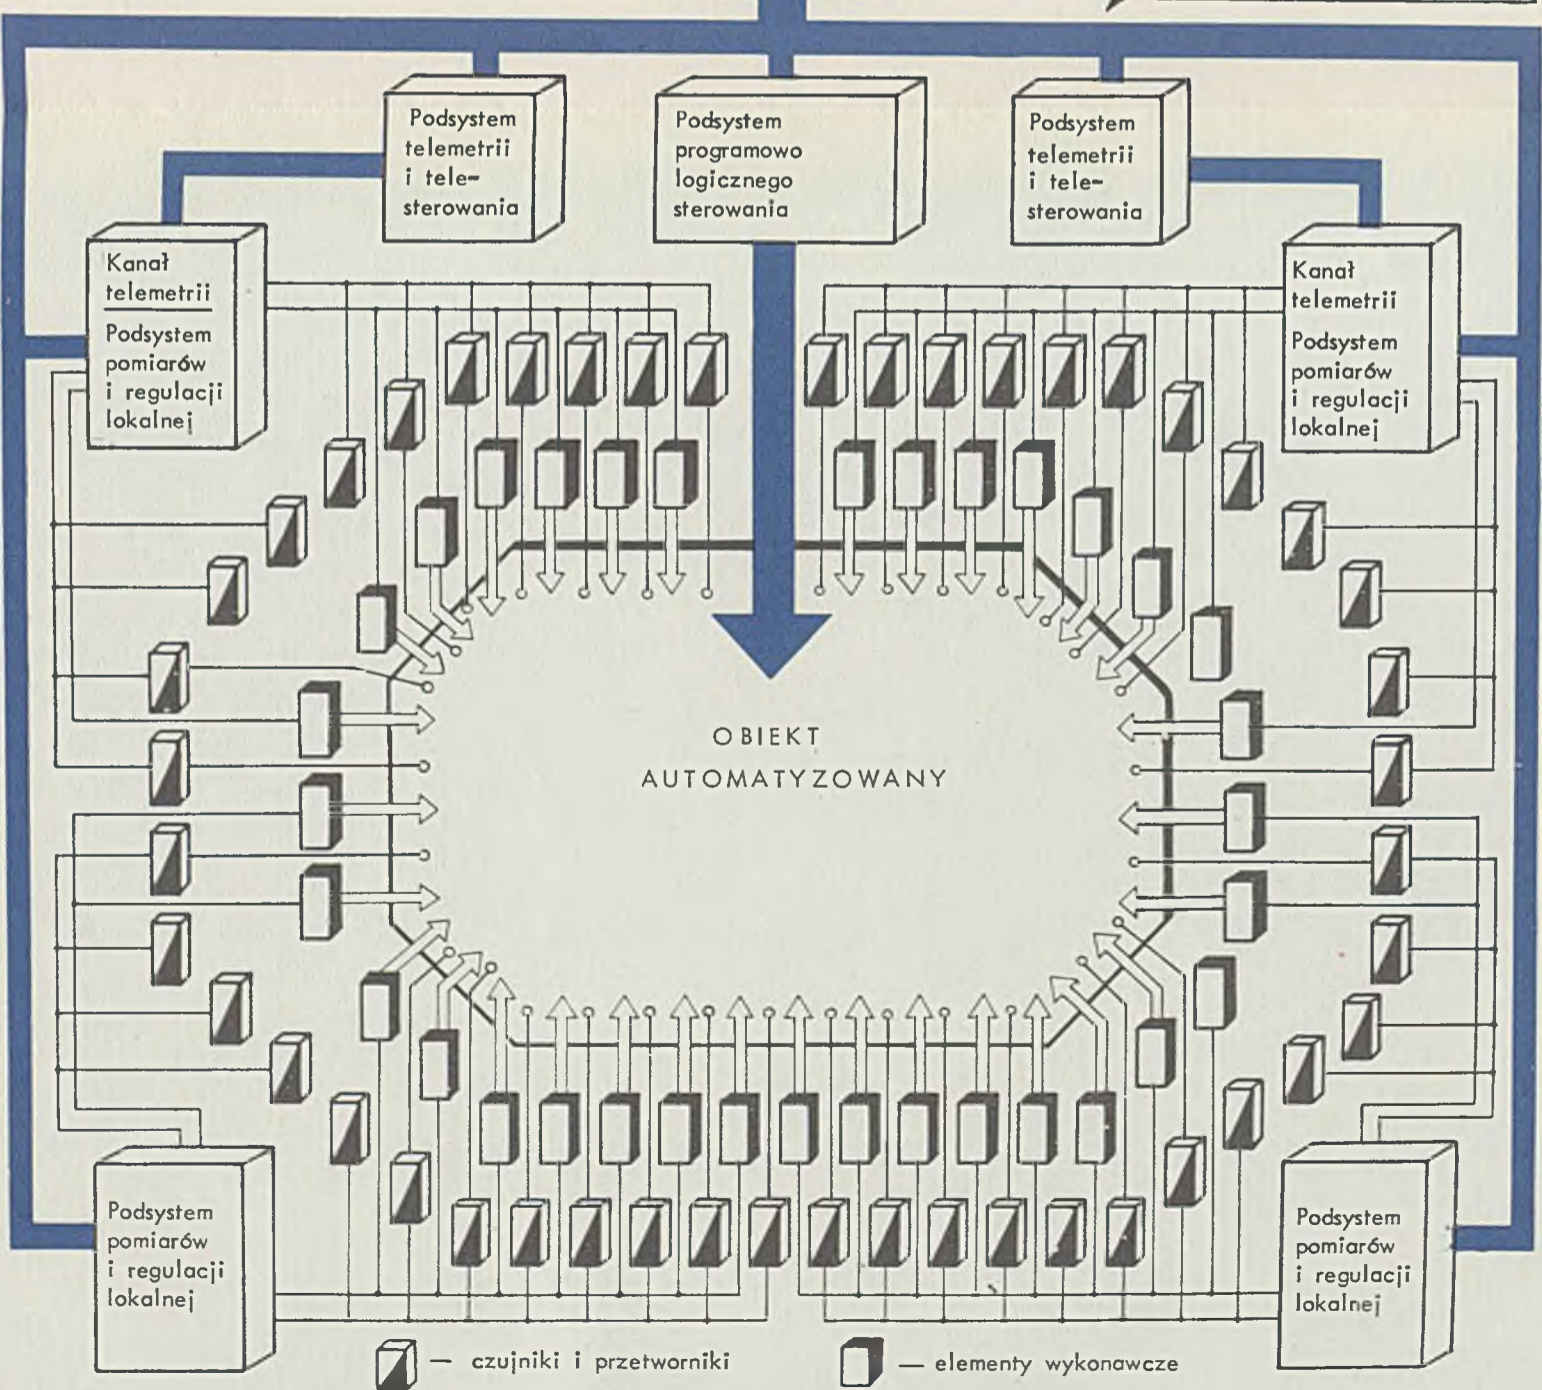 Podsystem
telemetrii
i tele-
sterowania
Podsystem
programowo
logicznego
sterowania
Podsystem
telemetrii
i tele-
sterowania
Kanał
telemetrii
Podsystem
pomiarów
i regulacji
lokalnej
Kanał
telemetrii
Podsystem
pomiarów
i regulacji
lokalnej
OBIEKT
AUTOMATYZOWANY
Podsystem
pomiarów
i regulacji
lokalnej
Podsystem
pomiarów
i regulacji
lokalnej
— czujniki i przetworniki
— elementy wykonawcze